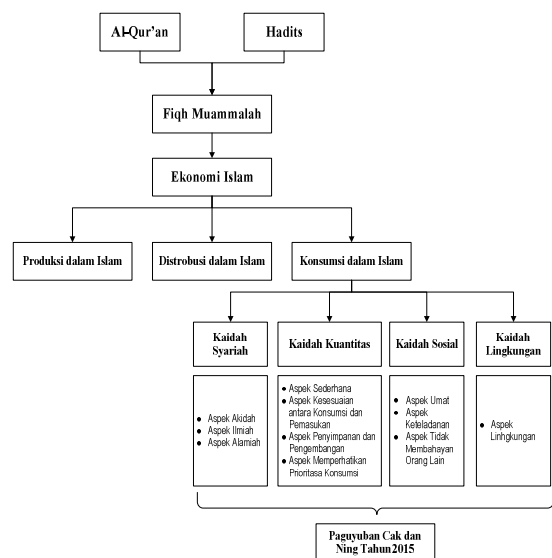 Al-Qur'an
Hadits
Fiqh Muammalah
Ekonomi Islam
Produksi dalam Islam
Distrobusi dalam Islam
Konsumsi dalam Islam
Kaidah
Syariah
Kaidah Kuantitas
Kaidah Sosial
Kaidah
Lingkungan
● Aspek Akidah
● Aspek Ilmiah
● Aspek Alamiah
● Aspek Sederhana
● Aspek Kesesuaian
antara Konsumsi dan
Pemasukan
● Aspek Penyimpanan dan
Pengembangan
● Aspek Memperhatikan
Prioritasa Konsumsi
● Aspek Umat
● Aspek
Keteladanan
● Aspek Tidak
Membahayan
Orang Lain
● Aspek
Linhgkungan
Paguyuban Cak dan
Ning Tahun 2015